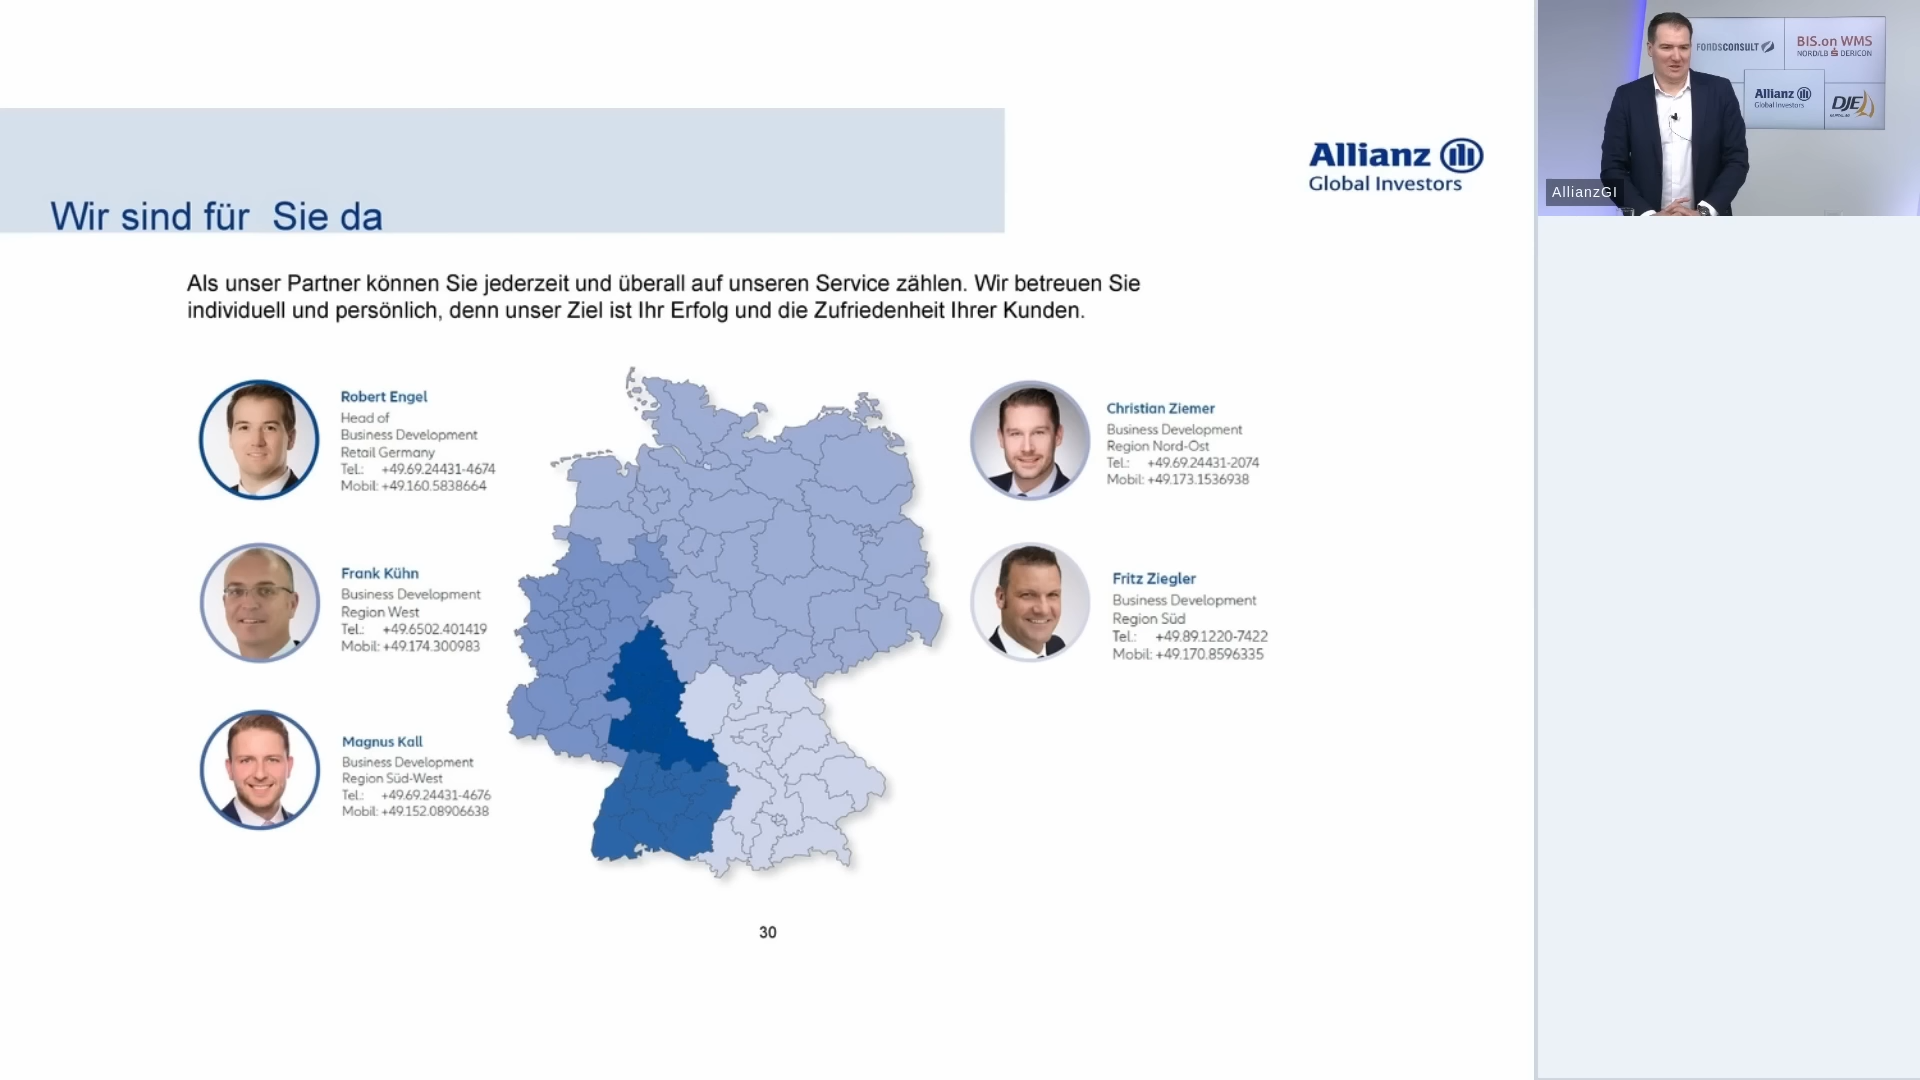 Wir sind für  Sie da
Allianz
Global Investors
Als unser Partner können Sie jederzeit und überall auf unseren Service zählen. Wir betreuen Sie
individuell und persönlich, denn unser Ziel ist Ihr Erfolg und die Zufriedenheit Ihrer Kunden.
Robert Engel
Head of
Business Development
Retail Germany
Tel.: +49.69.24431-4674
Mobil: +49.160.5838664
Frank Kühn
Business Development
Region West
Tel.: +49.6502.401419
Mobil: +49.174.300983
Magnus Kall
Business Development
Region Süd-West
Tel.: +49.69.24431-4676
Mobil: +49.152.08906638
Christian Ziemer
Business Development
Region Nord-Ost
Tel.: +49.69.24431-2074
Mobil: +49.173.1536938
Fritz Ziegler
Business Development
Region Süd
Tel.: +49.89.1220-7422
Mobil: +49.170.8596335
30
FONDSCONSULT
BIS.on WMS
NORD/LB DERICON
Allianz
Global Investors
DJE
AllianzGI